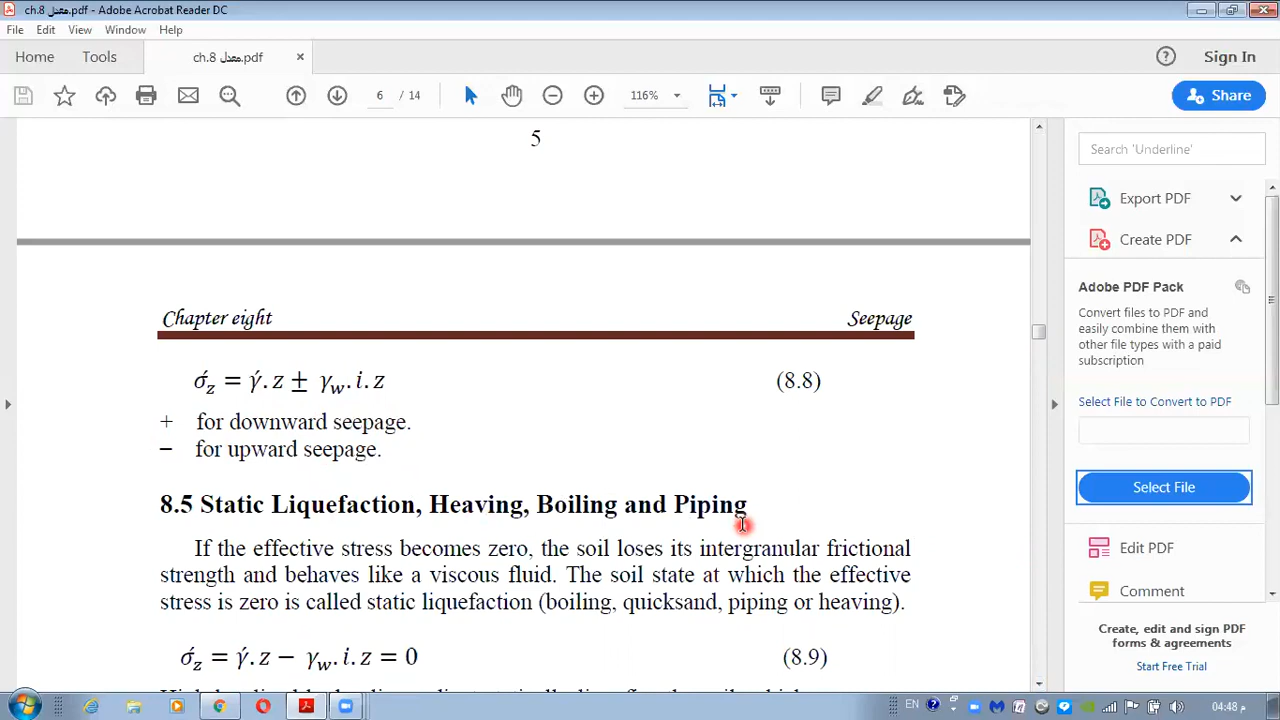 ch.8 معدل.pdf - Adobe Acrobat Reader DC
File Edit View Window Help
Home Tools ch.8 معدل.pdf × Sign In
6 / 14 116% Share
5
Chapter eight Seepage
σ́z = γ́.z ± γw.i.z (8.8)
+ for downward seepage.
− for upward seepage.
8.5 Static Liquefaction, Heaving, Boiling and Piping
If the effective stress becomes zero, the soil loses its intergranular frictional
strength and behaves like a viscous fluid. The soil state at which the effective
stress is zero is called static liquefaction (boiling, quicksand, piping or heaving).
σ́z = γ́.z − γw.i.z = 0 (8.9)
Search 'Underline'
Export PDF
Create PDF
Adobe PDF Pack
Convert files to PDF and
easily combine them with
other file types with a paid
subscription
Select File to Convert to PDF
Select File
Edit PDF
Comment
Create, edit and sign PDF
forms & agreements
Start Free Trial
EN 04:48 م